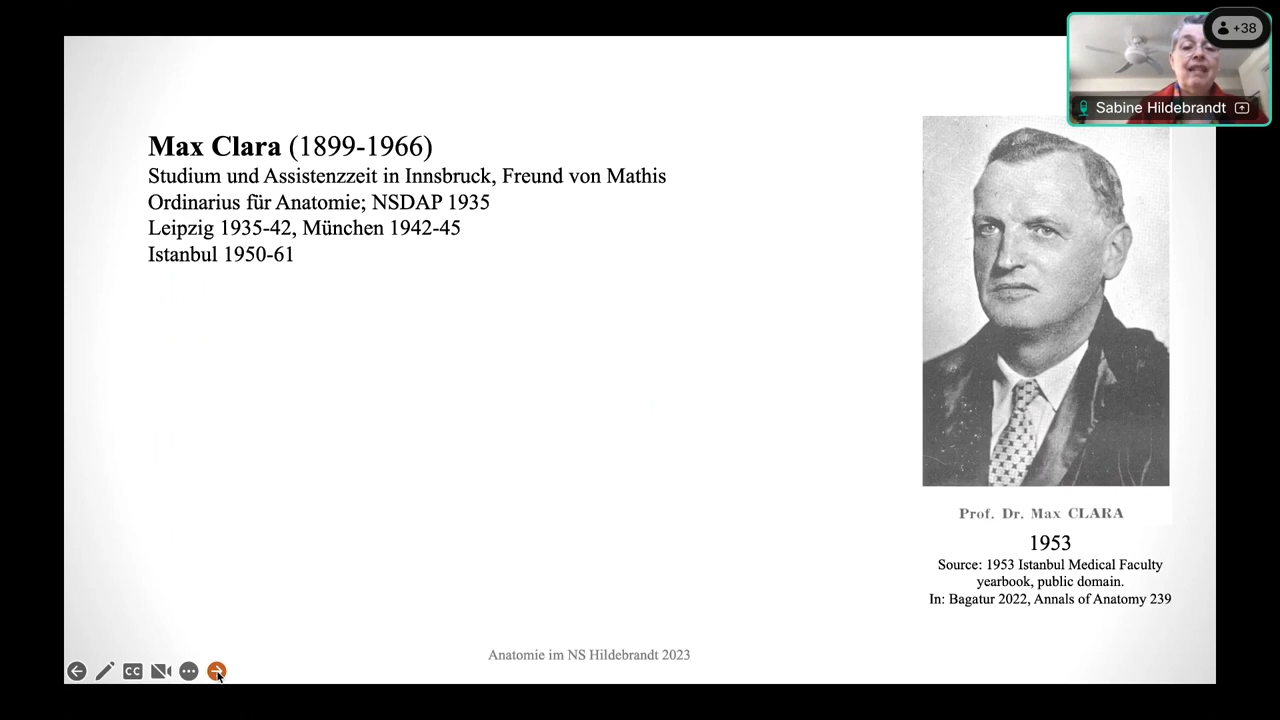 +38
Sabine Hildebrandt
Max Clara (1899-1966)
Studium und Assistenzzeit in Innsbruck, Freund von Mathis
Ordinarius für Anatomie; NSDAP 1935
Leipzig 1935-42, München 1942-45
Istanbul 1950-61
Prof. Dr. Max CLARA
1953
Source: 1953 Istanbul Medical Faculty
yearbook, public domain.
In: Bagatur 2022, Annals of Anatomy 239
Anatomie im NS Hildebrandt 2023
CC